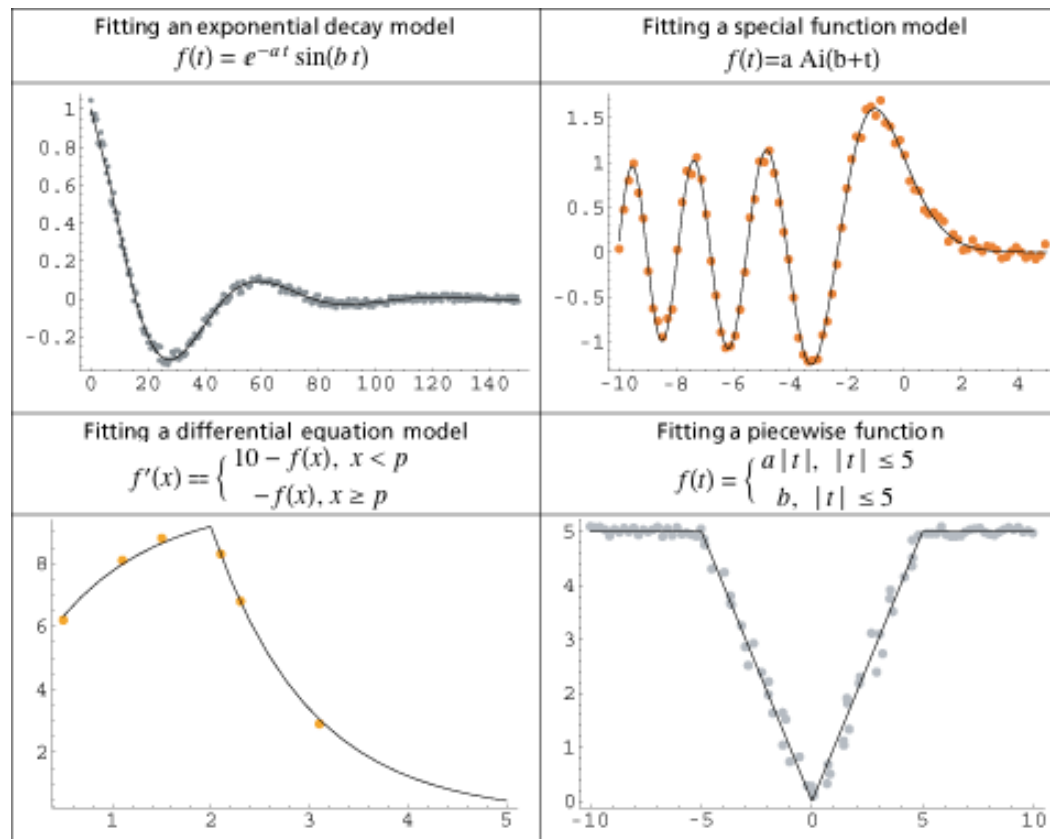 Fitting an exponential decay model
f(t) = e^{-a t} sin(b t)
1
0.8
0.6
0.4
0.2
0
-0.2
0 20 40 60 80 100 120 140
Fitting a special function model
f(t)=a Ai(b+t)
1.5
1
0.5
0
-0.5
-1
-10 -8 -6 -4 -2 0 2 4
Fitting a differential equation model
f′(x) == { 10 − f(x), x < p
−f(x), x ≥ p
8
6
4
2
1 2 3 4 5
Fitting a piecewise function
f(t) = { a |t|, |t| ≤ 5
b, |t| ≤ 5
5
4
3
2
1
0
-10 -5 0 5 10